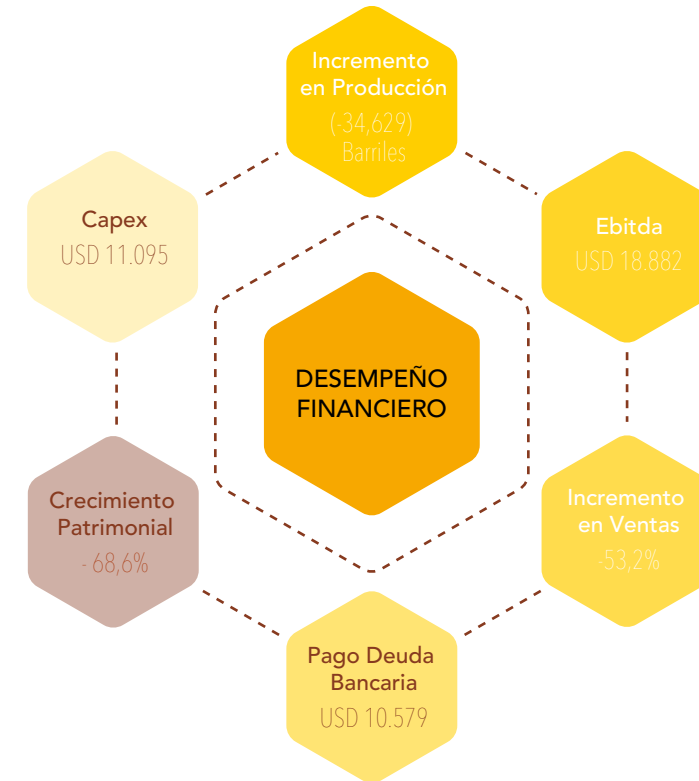 Incremento
en Producción
(-34,629)
Barriles
Capex
USD 11.095
Ebitda
USD 18.882
DESEMPEÑO
FINANCIERO
Crecimiento
Patrimonial
- 68,6%
Incremento
en Ventas
-53,2%
Pago Deuda
Bancaria
USD 10.579